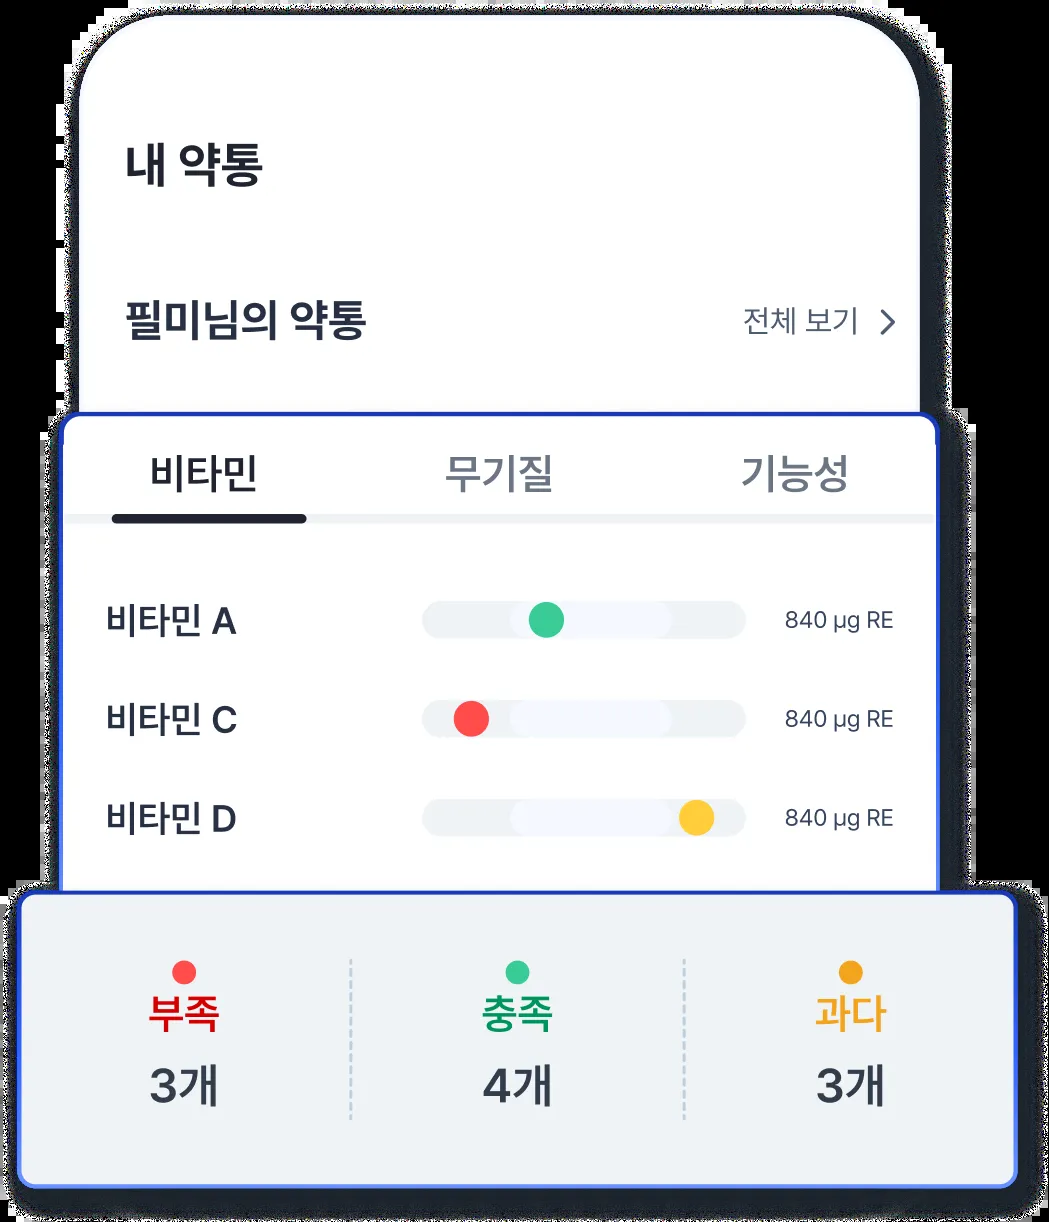 내 약통
필미님의 약통 전체 보기
비타민 무기질 기능성
비타민 A 840 μg RE
비타민 C 840 μg RE
비타민 D 840 μg RE
부족 충족 과다
3개 4개 3개